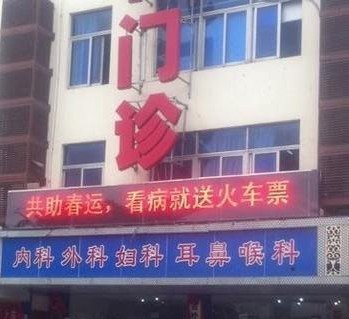 门诊
共助春运，看病就送火车票
内科 外科 妇科 耳鼻喉科